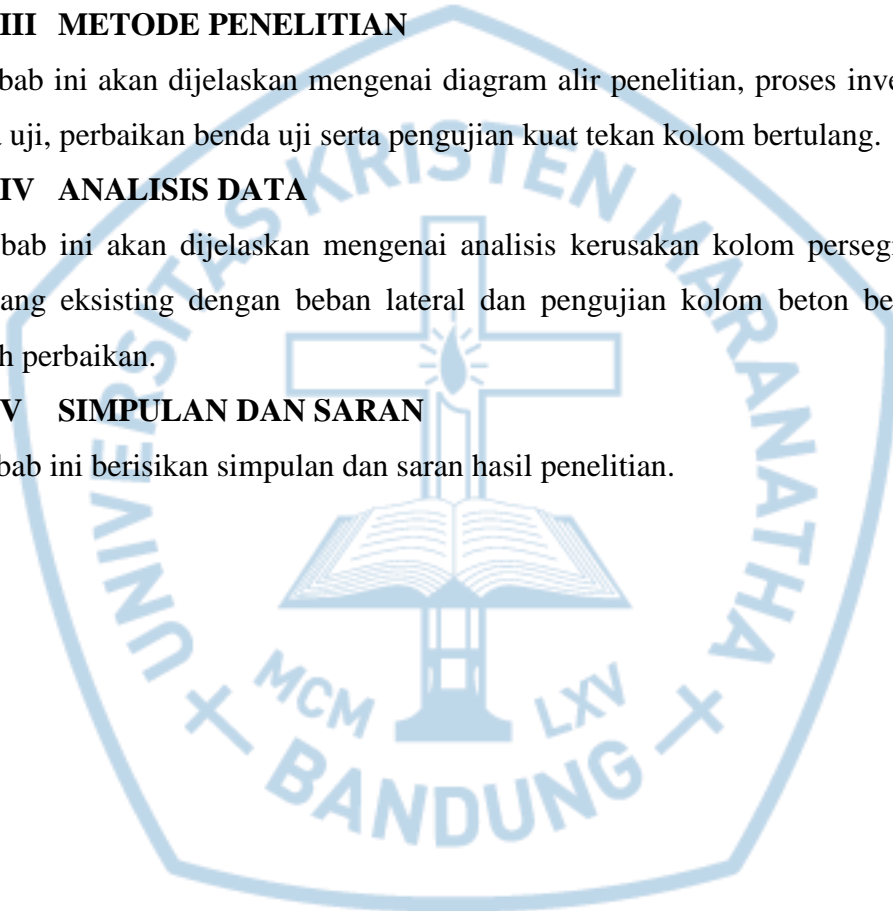 III METODE PENELITIAN
bab ini akan dijelaskan mengenai diagram alir penelitian, proses inve
uji, perbaikan benda uji serta pengujian kuat tekan kolom bertulang.
IV ANALISIS DATA
bab ini akan dijelaskan mengenai analisis kerusakan kolom perseg
ang eksisting dengan beban lateral dan pengujian kolom beton be
h perbaikan.
V SIMPULAN DAN SARAN
bab ini berisikan simpulan dan saran hasil penelitian.
UNIVERSITAS KRISTEN MARANATHA
MCM LXV
BANDUNG